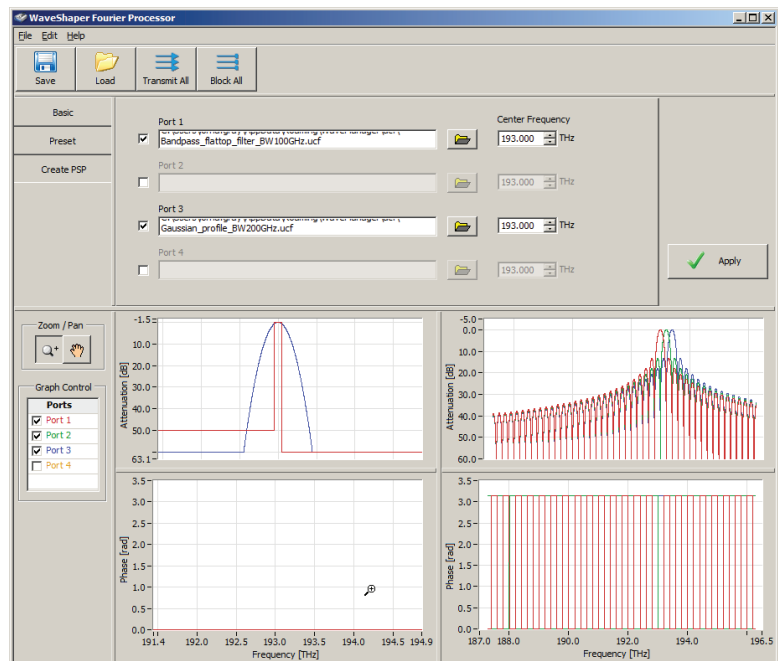 WaveShaper Fourier Processor
File Edit Help
Save Load Transmit All Block All
Basic
Preset
Create PSP
Port 1 Center Frequency
Bandpass_flattop_filter_BW100GHz.ucf 193.000 THz
Port 2
193.000 THz
Port 3
Gaussian_profile_BW200GHz.ucf 193.000 THz
Port 4
193.000 THz
Apply
Zoom / Pan
Graph Control
Ports
Port 1
Port 2
Port 3
Port 4
Attenuation [dB]
-1.5
10.0
20.0
30.0
40.0
50.0
63.1
Attenuation [dB]
-5.0
0.0
10.0
20.0
30.0
40.0
50.0
60.0
Phase [rad]
3.5
3.0
2.5
2.0
1.5
1.0
0.5
0.0
191.4 192.0 192.5 193.0 193.5 194.0 194.5 194.9
Frequency [THz]
Phase [rad]
3.5
3.0
2.5
2.0
1.5
1.0
0.5
0.0
187.0 188.0 190.0 192.0 194.0 196.5
Frequency [THz]